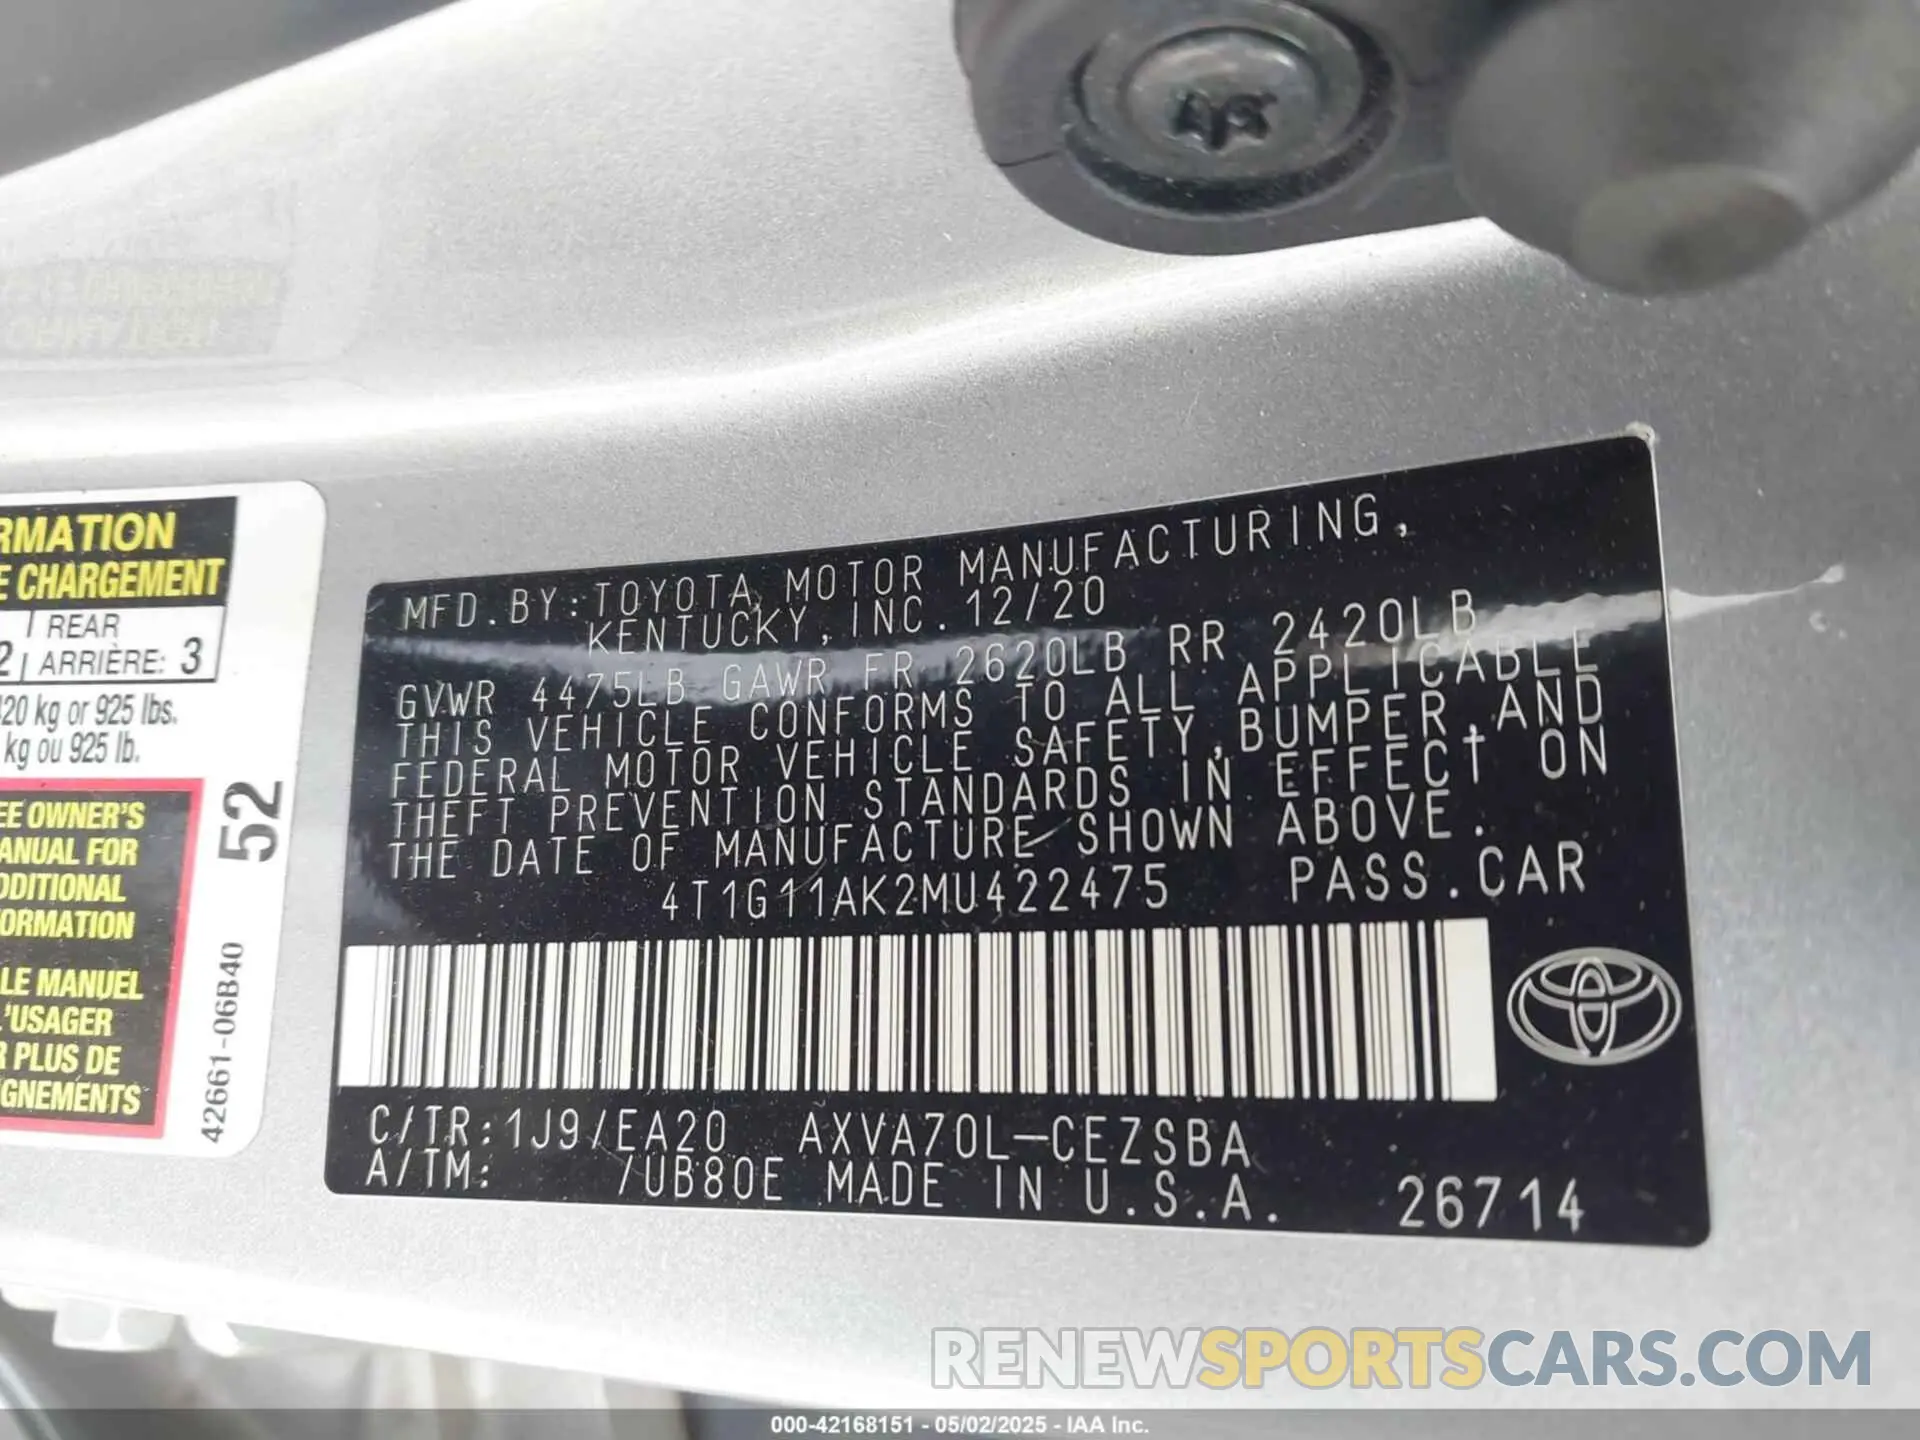 RMATION
E CHARGEMENT
REAR
2 ARRIÈRE: 3
420 kg or 925 lbs.
kg ou 925 lb.
EE OWNER'S
ANUAL FOR
DDITIONAL
FORMATION
LE MANUEL
L'USAGER
R PLUS DE
IGNEMENTS
52
42661-06B40
MFD. BY: TOYOTA MOTOR MANUFACTURING,
KENTUCKY, INC. 12/20
GVWR 4475LB GAWR FR 2620LB RR 2420LB
THIS VEHICLE CONFORMS TO ALL APPLICABLE
FEDERAL MOTOR VEHICLE SAFETY, BUMPER, AND
THEFT PREVENTION STANDARDS IN EFFECT ON
THE DATE OF MANUFACTURE SHOWN ABOVE.
4T1G11AK2MU422475 PASS.CAR
C/TR:1J9/EA20 AXVA70L-CEZSBA
A/TM: /UB80E MADE IN U.S.A. 26714
RENEWSPORTSCARS.COM
000-42168151 - 05/02/2025 - IAA Inc.